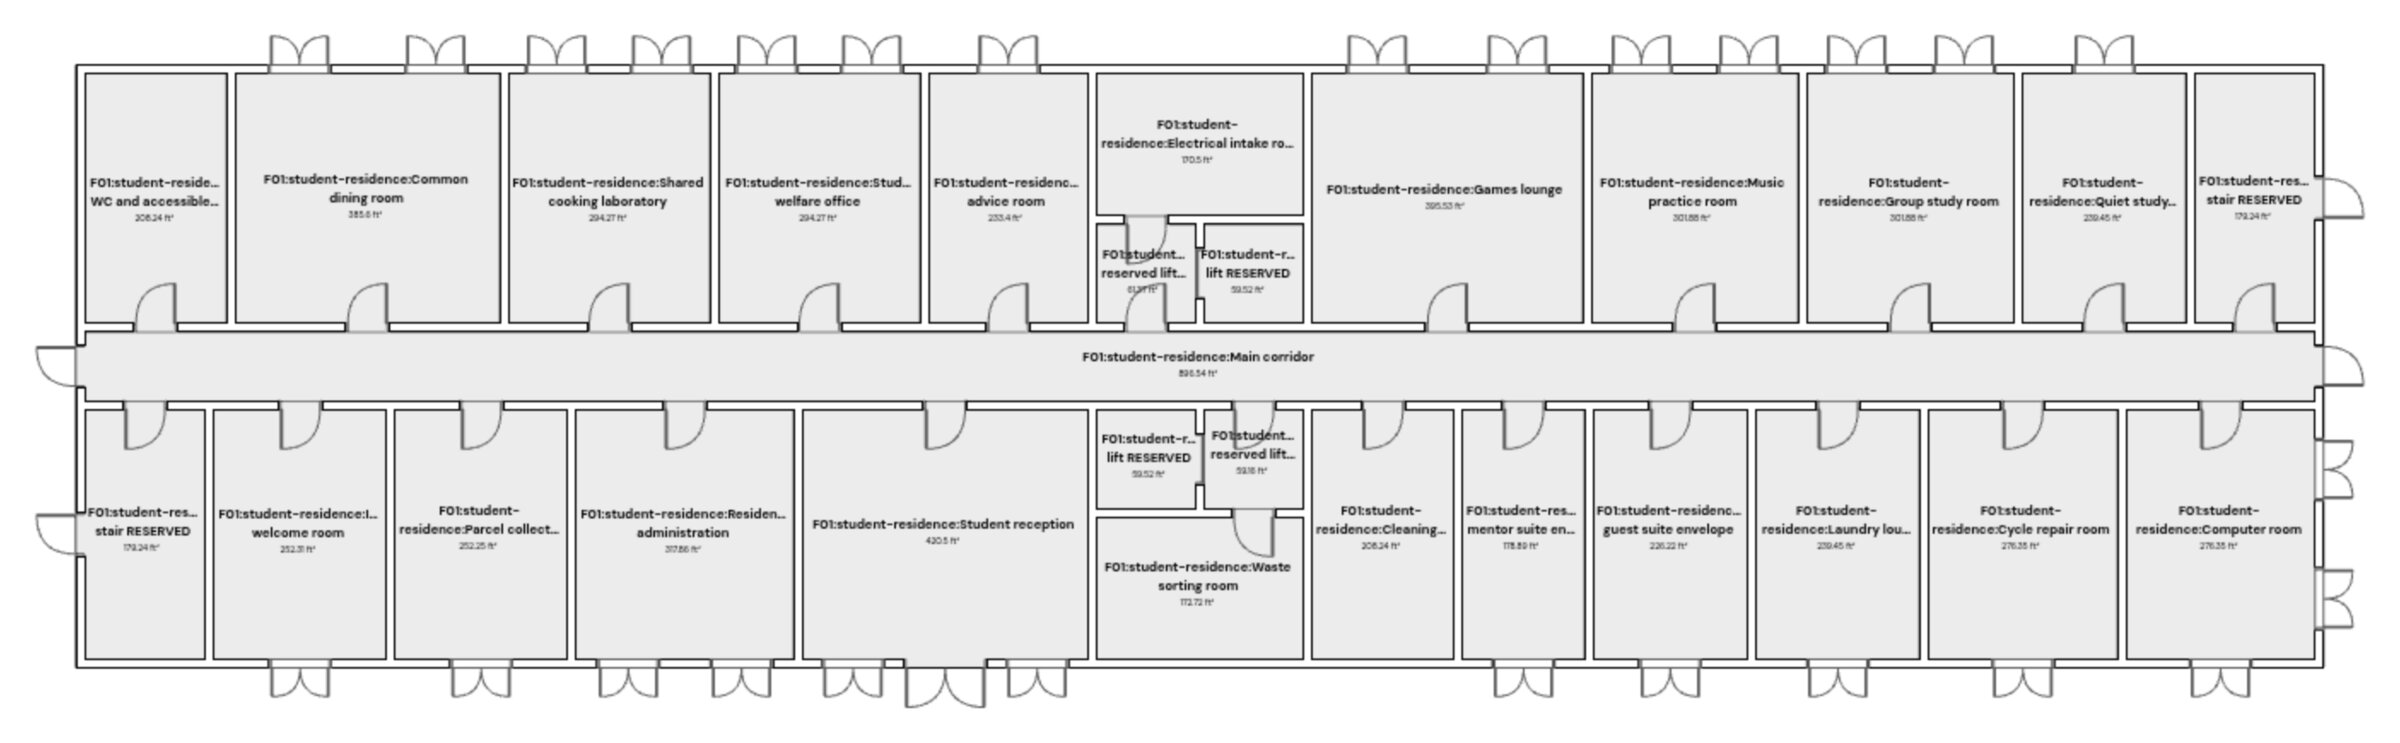 F01:student-reside...
WC and accessible...
208.24 ft²
F01:student-residence:Common
dining room
385.6 ft²
F01:student-residence:Shared
cooking laboratory
294.27 ft²
F01:student-residence:Stud...
welfare office
294.27 ft²
F01:student-residenc...
advice room
233.4 ft²
F01:student-
residence:Electrical intake ro...
170.5 ft²
F01:student...
reserved lift...
F01:student-r...
lift RESERVED
59.52 ft²
F01:student-residence:Games lounge
395.53 ft²
F01:student-residence:Music
practice room
301.88 ft²
F01:student-
residence:Group study room
301.88 ft²
F01:student-
residence:Quiet study...
239.45 ft²
F01:student-res...
stair RESERVED
179.24 ft²
F01:student-residence:Main corridor
896.54 ft²
F01:student-res...
stair RESERVED
179.24 ft²
F01:student-residence:I...
welcome room
252.31 ft²
F01:student-
residence:Parcel collect...
252.25 ft²
F01:student-residence:Residen...
administration
317.86 ft²
F01:student-residence:Student reception
420.5 ft²
F01:student-r...
lift RESERVED
59.52 ft²
F01:student...
reserved lift...
59.16 ft²
F01:student-residence:Waste
sorting room
172.72 ft²
F01:student-
residence:Cleaning...
208.24 ft²
F01:student-res...
mentor suite en...
178.89 ft²
F01:student-residenc...
guest suite envelope
226.22 ft²
F01:student-
residence:Laundry lou...
239.45 ft²
F01:student-
residence:Cycle repair room
276.35 ft²
F01:student-
residence:Computer room
276.35 ft²